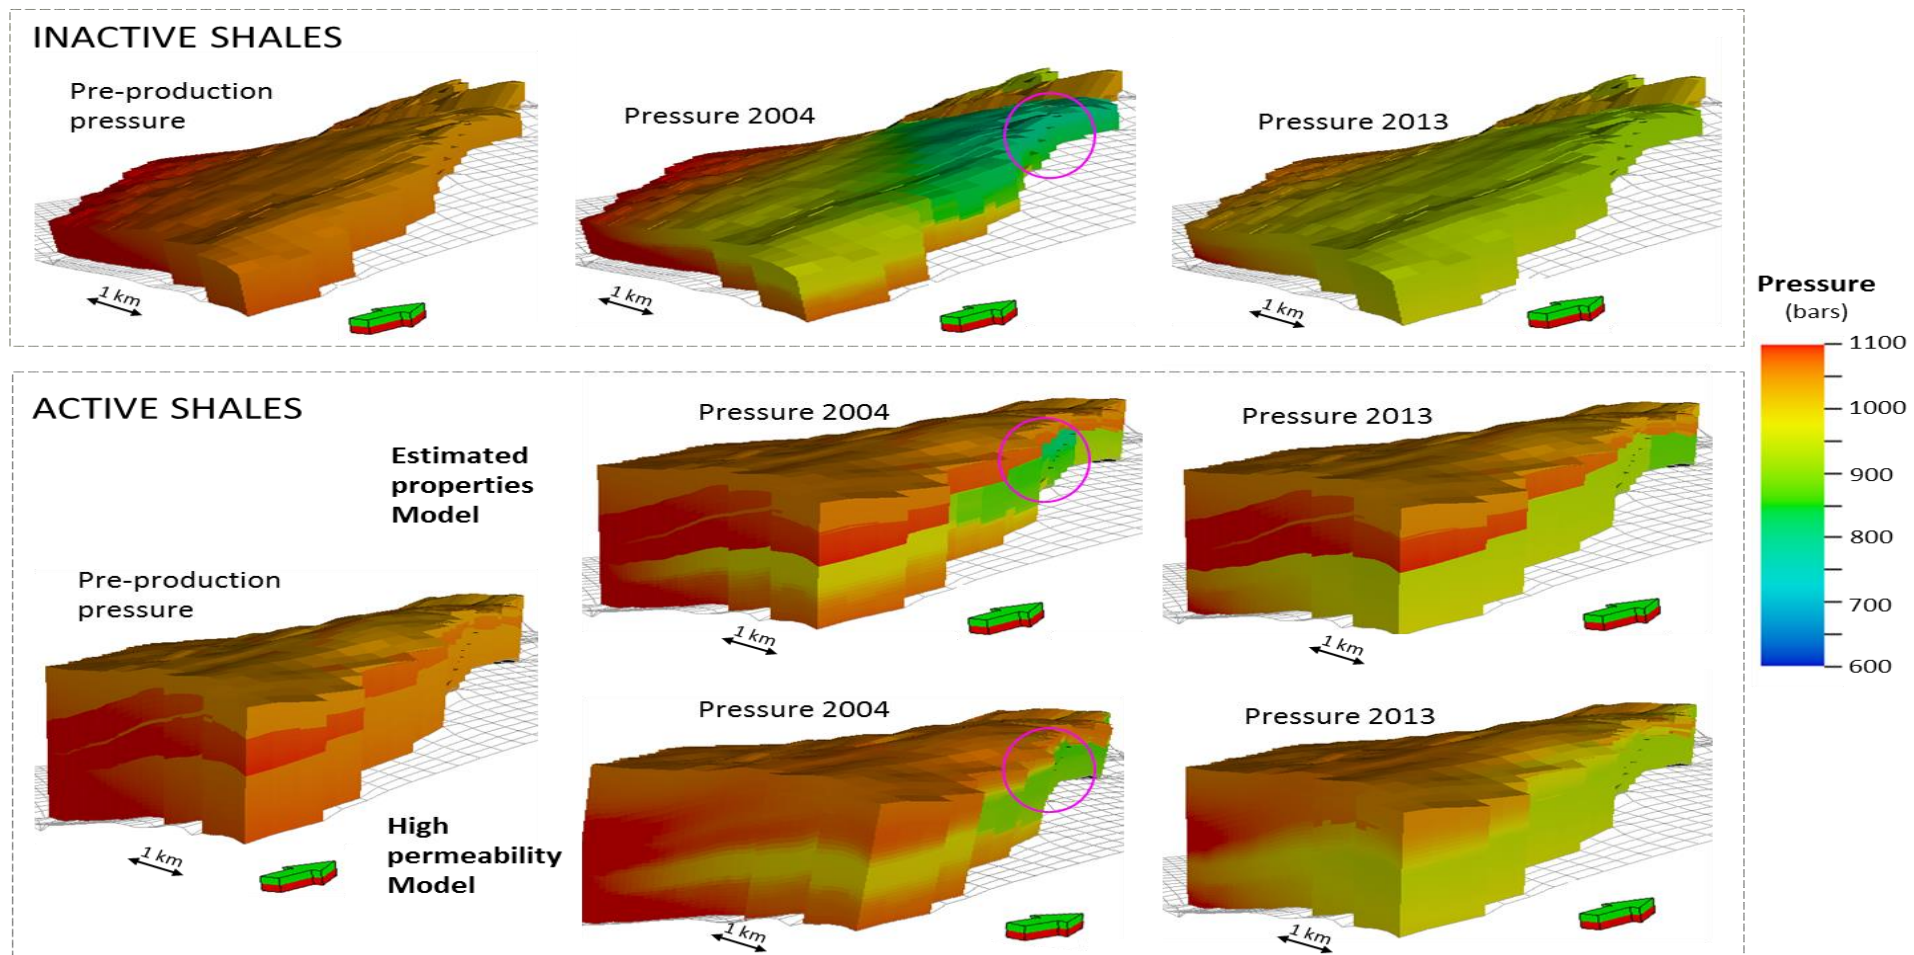 INACTIVE SHALES
Pre-production
pressure
Pressure 2004
Pressure 2013
1 km
1 km
1 km
Pressure
(bars)
1100
1000
900
800
700
600
ACTIVE SHALES
Estimated
properties
Model
Pressure 2004
Pressure 2013
1 km
1 km
Pre-production
pressure
1 km
High
permeability
Model
Pressure 2004
Pressure 2013
1 km
1 km